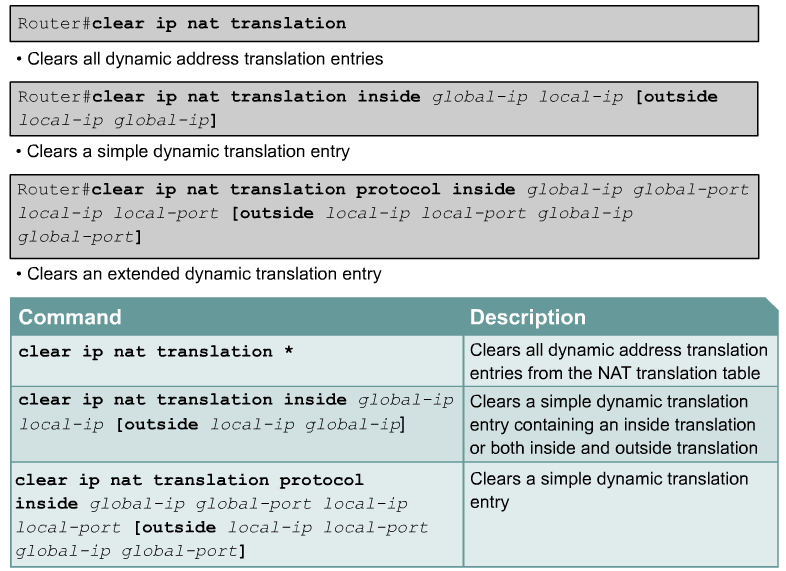 Router#clear ip nat translation
• Clears all dynamic address translation entries
Router#clear ip nat translation inside global-ip local-ip [outside
local-ip global-ip]
• Clears a simple dynamic translation entry
Router#clear ip nat translation protocol inside global-ip global-port
local-ip local-port [outside local-ip local-port global-ip
global-port]
• Clears an extended dynamic translation entry
Command
Description
clear ip nat translation *
Clears all dynamic address translation
entries from the NAT translation table
clear ip nat translation inside global-ip
local-ip [outside local-ip global-ip]
Clears a simple dynamic translation
entry containing an inside translation
or both inside and outside translation
clear ip nat translation protocol
inside global-ip global-port local-ip
local-port [outside local-ip local-port
global-ip global-port]
Clears a simple dynamic translation
entry